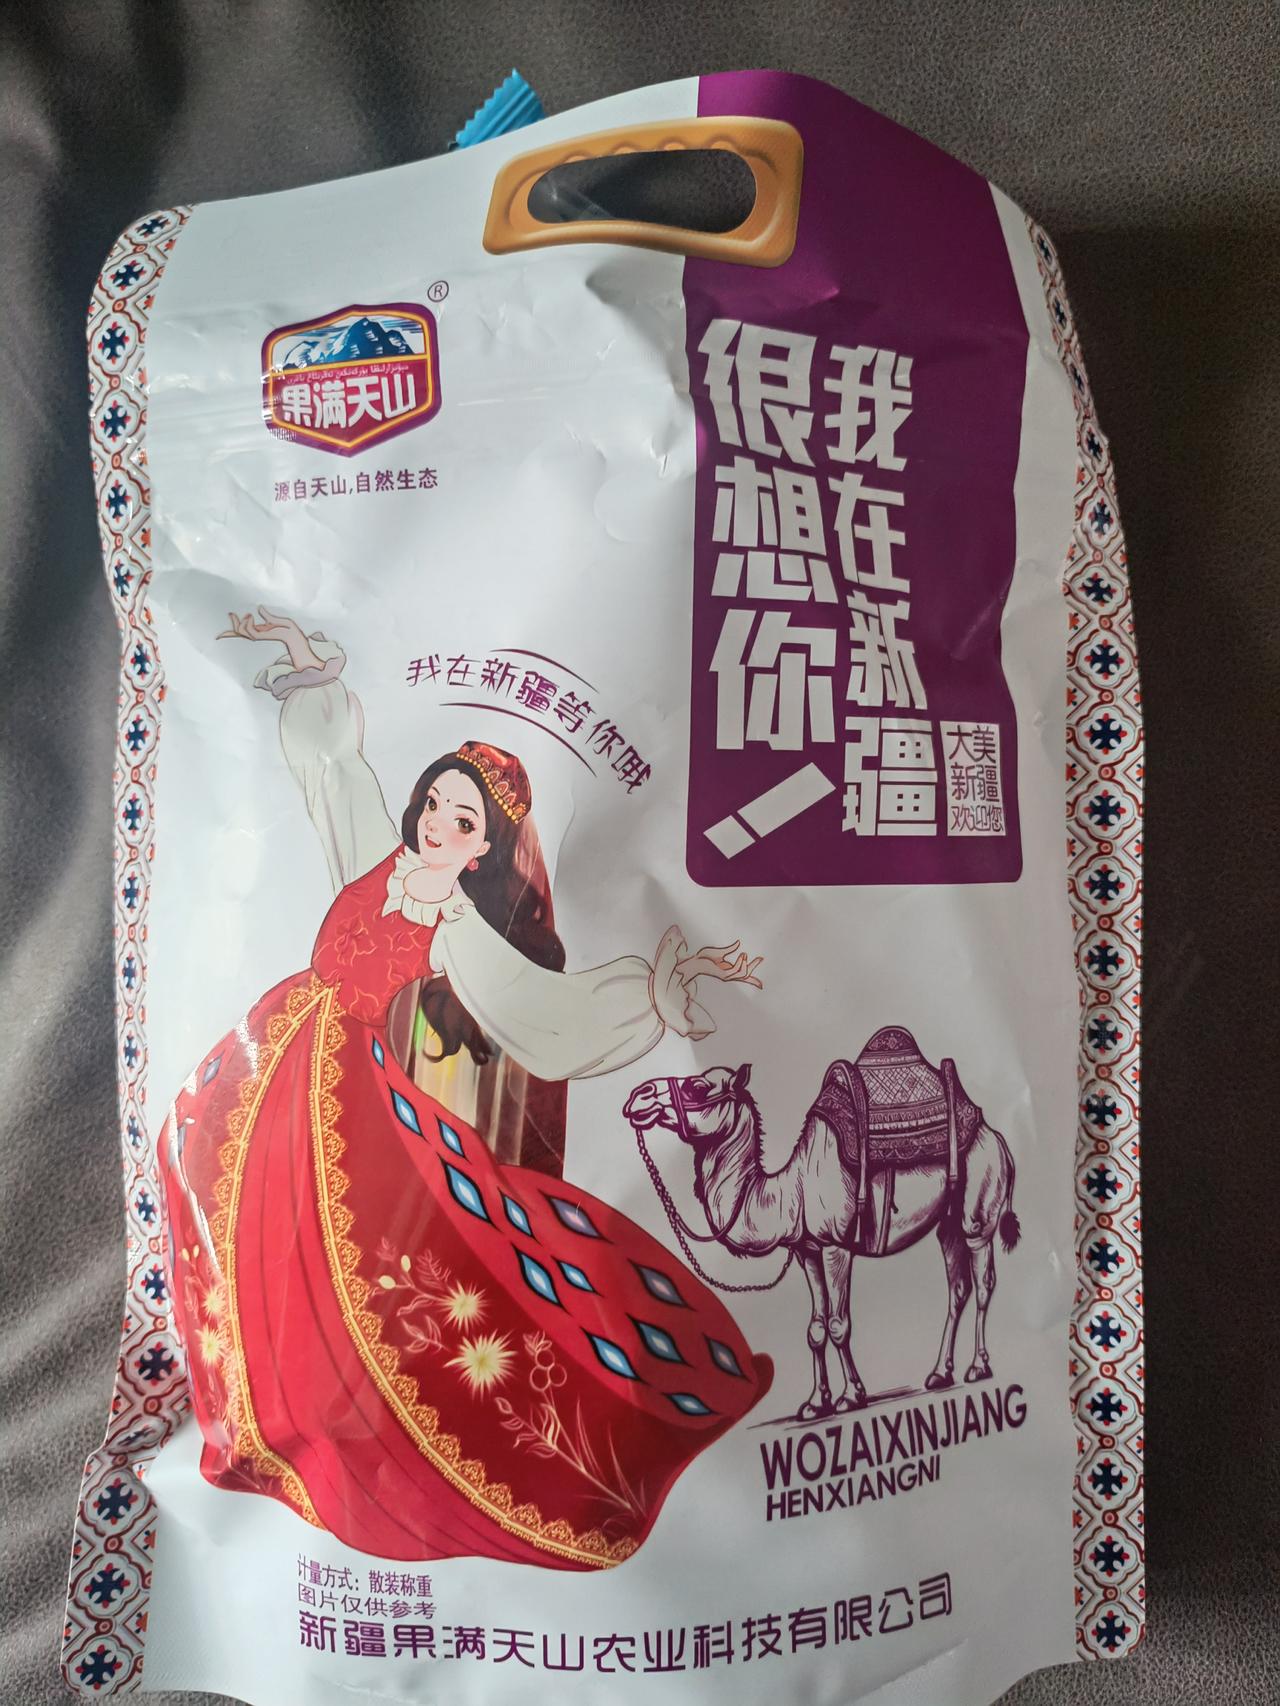 ®
果满天山
源自天山,自然生态
我在新疆
很想你！
大美
新疆
欢迎您
我在新疆等你哦
WOZAIXINJIANG
HENXIANGNI
计量方式：散装称重
图片仅供参考
新疆果满天山农业科技有限公司